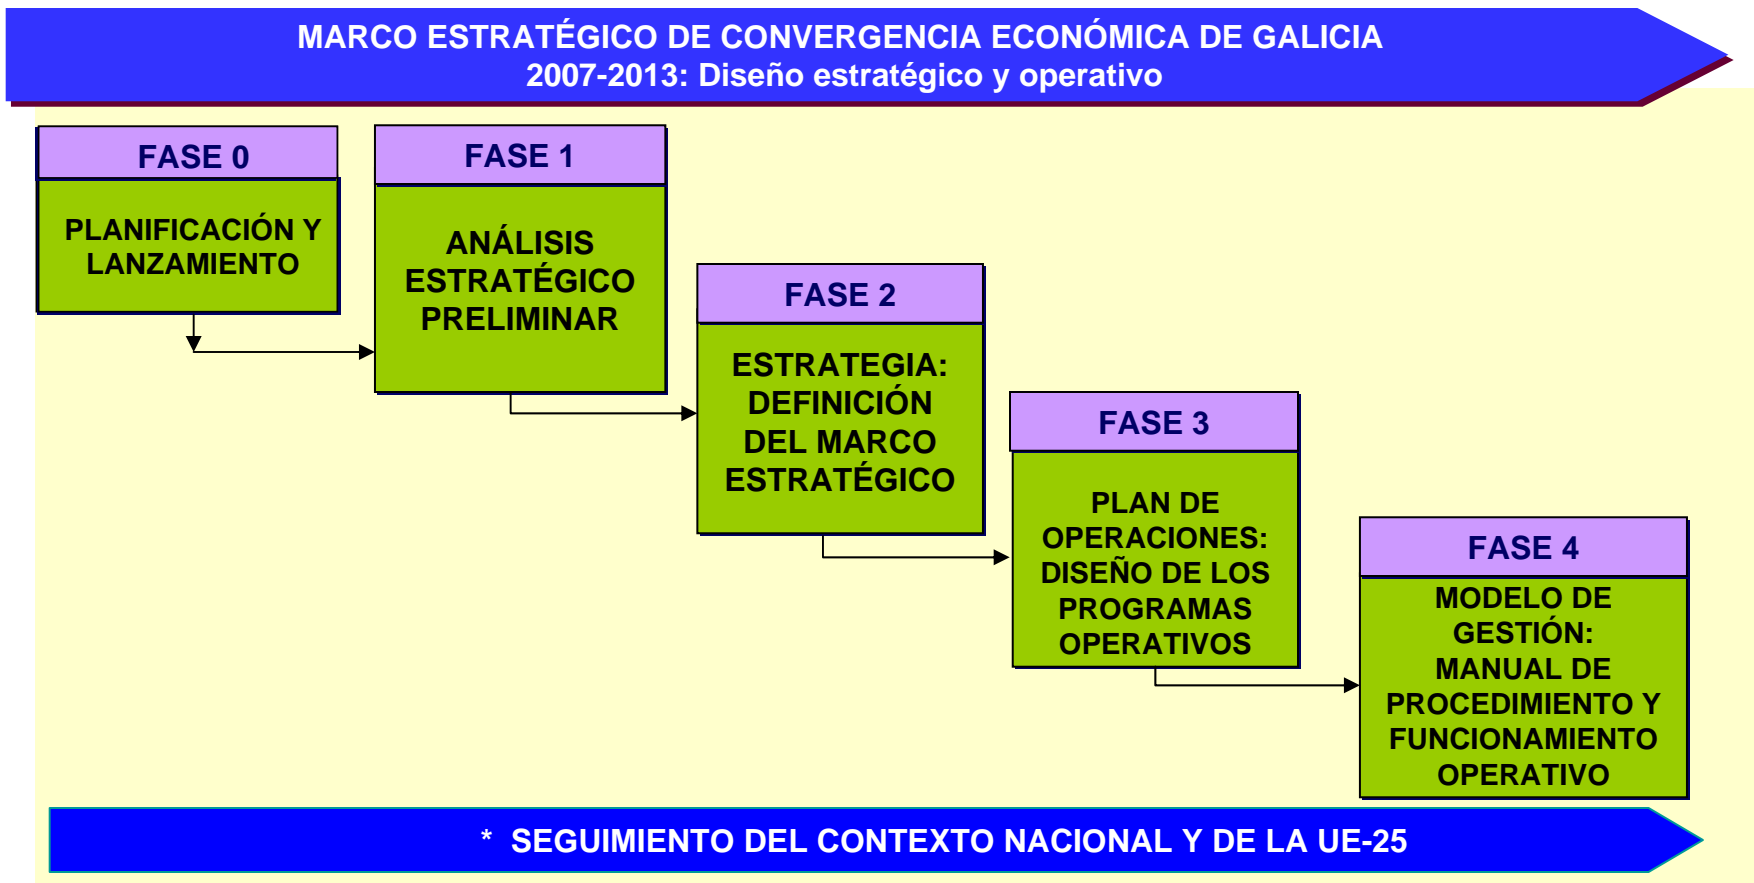 MARCO ESTRATÉGICO DE CONVERGENCIA ECONÓMICA DE GALICIA
2007-2013: Diseño estratégico y operativo
FASE 0
PLANIFICACIÓN Y
LANZAMIENTO
FASE 1
ANÁLISIS
ESTRATÉGICO
PRELIMINAR
FASE 2
ESTRATEGIA:
DEFINICIÓN
DEL MARCO
ESTRATÉGICO
FASE 3
PLAN DE
OPERACIONES:
DISEÑO DE LOS
PROGRAMAS
OPERATIVOS
FASE 4
MODELO DE
GESTIÓN:
MANUAL DE
PROCEDIMIENTO Y
FUNCIONAMIENTO
OPERATIVO
* SEGUIMIENTO DEL CONTEXTO NACIONAL Y DE LA UE-25